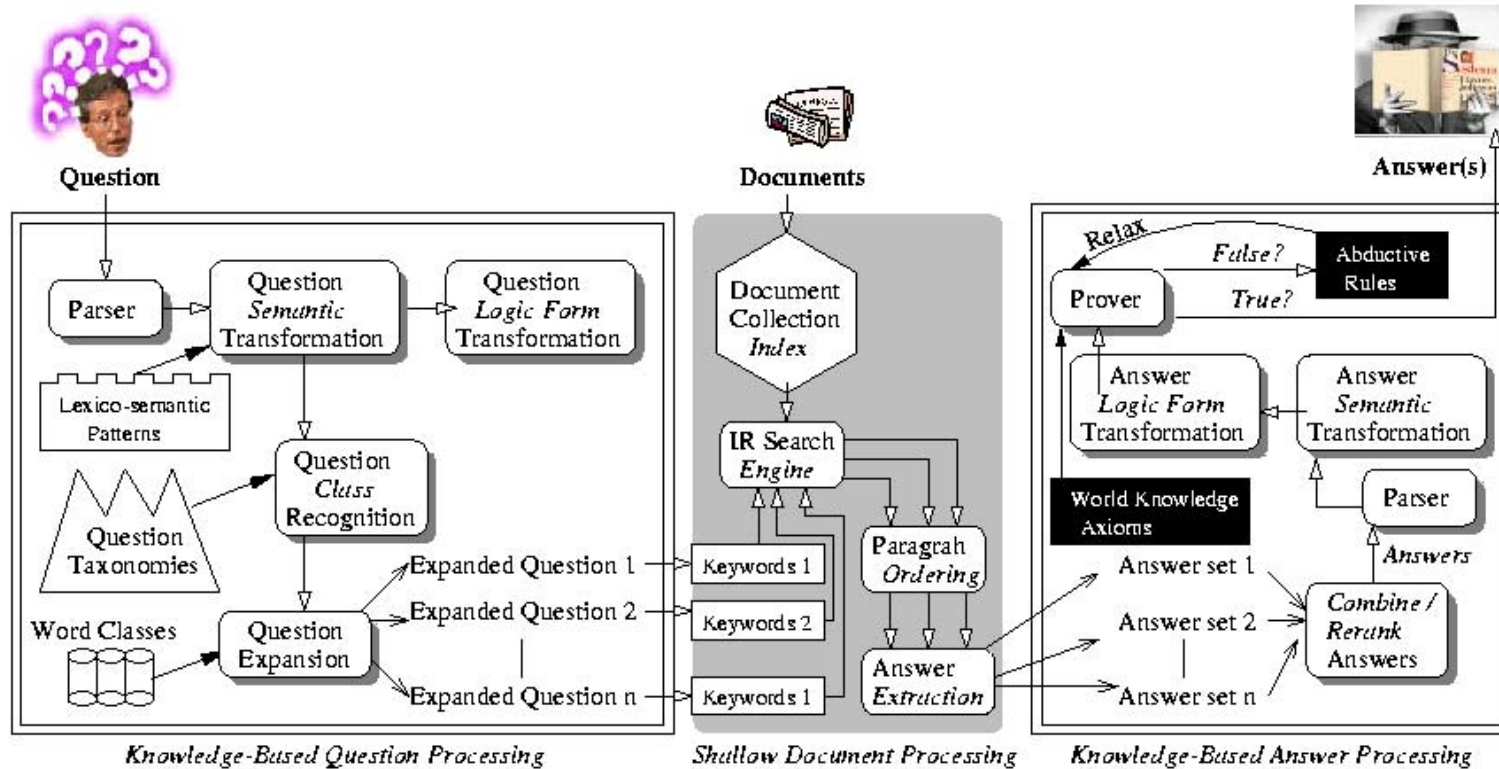 Question
Documents
Answer(s)
Parser
Question
Semantic
Transformation
Question
Logic Form
Transformation
Lexico-semantic
Patterns
Question
Class
Recognition
Question
Taxonomies
Word Classes
Question
Expansion
Expanded Question 1
Expanded Question 2
Expanded Question n
Knowledge-Based Question Processing
Document
Collection
Index
IR Search
Engine
Keywords 1
Keywords 2
Keywords 1
Paragrah
Ordering
Answer
Extraction
Shallow Document Processing
Relax
False?
True?
Abductive
Rules
Prover
Answer
Logic Form
Transformation
Answer
Semantic
Transformation
World Knowledge
Axioms
Parser
Answers
Answer set 1
Answer set 2
Answer set n
Combine /
Rerank
Answers
Knowledge-Based Answer Processing